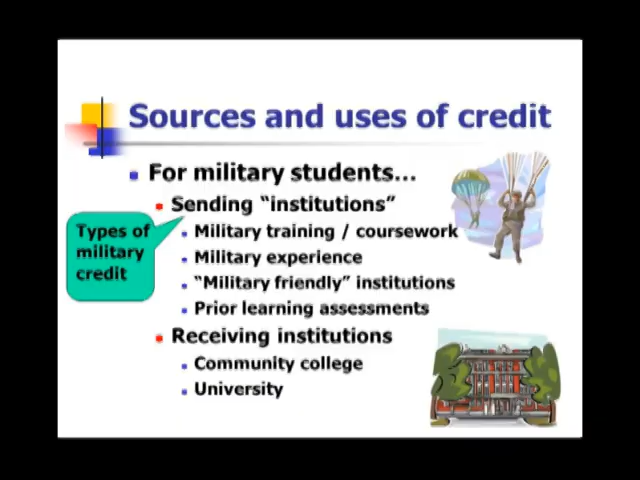 Sources and uses of credit
For military students...
Sending “institutions”
Types of
military
credit
Military training / coursework
Military experience
“Military friendly” institutions
Prior learning assessments
Receiving institutions
Community college
University